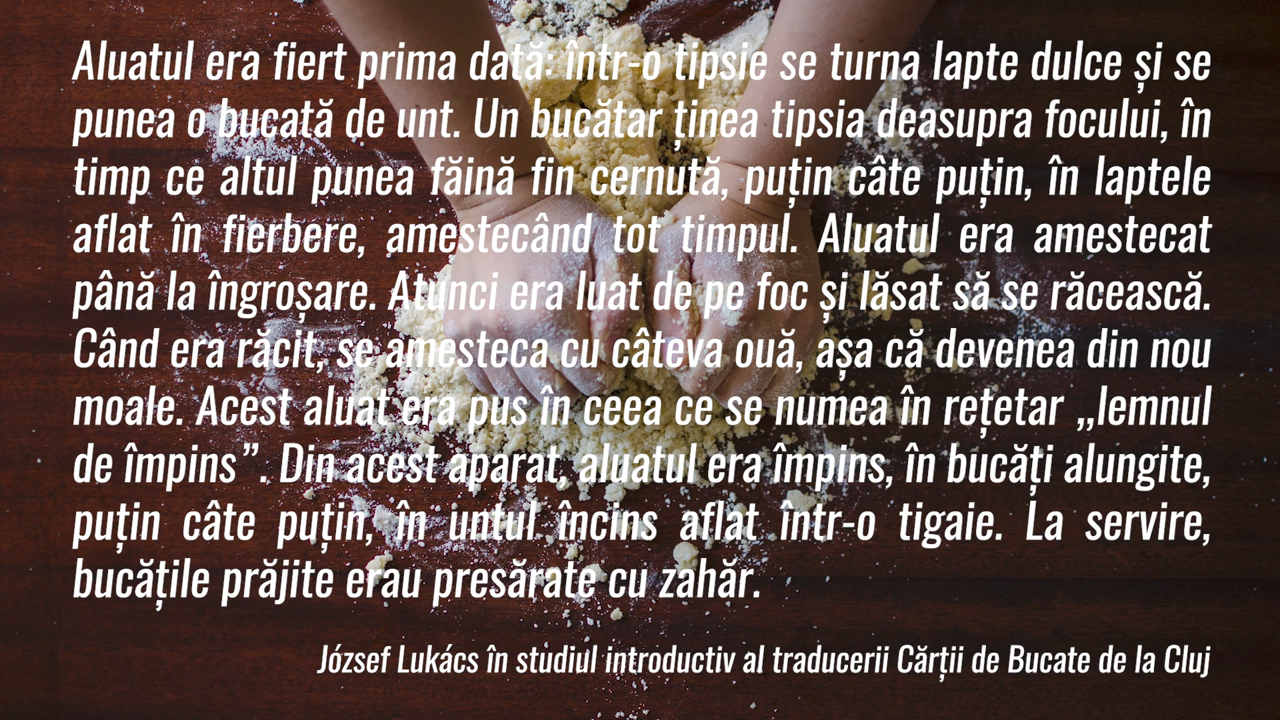 Aluatul era fiert prima dată: într-o tipsie se turna lapte dulce și se
punea o bucată de unt. Un bucătar ținea tipsia deasupra focului, în
timp ce altul punea făină fin cernută, puțin câte puțin, în laptele
aflat în fierbere, amestecând tot timpul. Aluatul era amestecat
până la îngroșare. Atunci era luat de pe foc și lăsat să se răcească.
Când era răcit, se amesteca cu câteva ouă, așa că devenea din nou
moale. Acest aluat era pus în ceea ce se numea în rețetar „lemnul
de împins”. Din acest aparat, aluatul era împins, în bucăți alungite,
puțin câte puțin, în untul încins aflat într-o tigaie. La servire,
bucățile prăjite erau presărate cu zahăr.
József Lukács în studiul introductiv al traducerii Cărții de Bucate de la Cluj